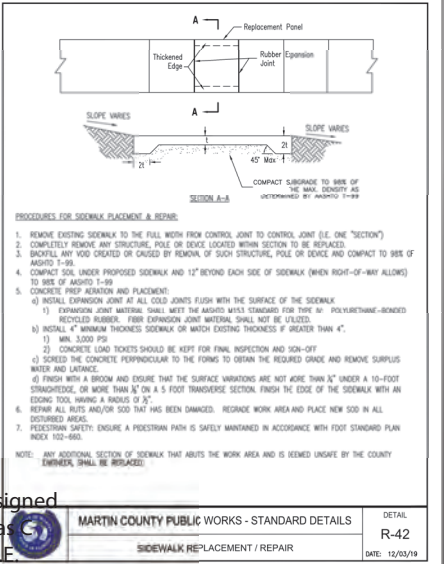 A
Replacement Panel
Thickened
Edge
Rubber Expansion
Joint
A
SLOPE VARIES
SLOPE VARIES
t
2t
2t
45° Max
COMPACT SUBGRADE TO 98% OF
THE MAX. DENSITY AS
DETERMINED BY AASHTO T-99
SECTION A-A
PROCEDURES FOR SIDEWALK PLACEMENT & REPAIR:
1. REMOVE EXISTING SIDEWALK TO THE FULL WIDTH FROM CONTROL JOINT TO CONTROL JOINT (I.E. ONE "SECTION")
2. COMPLETELY REMOVE ANY STRUCTURE, POLE OR DEVICE LOCATED WITHIN SECTION TO BE REPLACED.
3. BACKFILL ANY VOID CREATED OR CAUSED BY REMOVAL OF SUCH STRUCTURE, POLE OR DEVICE AND COMPACT TO 98% OF
AASHTO T-99.
4. COMPACT SOIL UNDER PROPOSED SIDEWALK AND 12" BEYOND EACH SIDE OF SIDEWALK (WHEN RIGHT-OF-WAY ALLOWS)
TO 98% OF AASHTO T-99
5. CONCRETE PREPARATION AND PLACEMENT:
a) INSTALL EXPANSION JOINT AT ALL COLD JOINTS FLUSH WITH THE SURFACE OF THE SIDEWALK
1) EXPANSION JOINT MATERIAL SHALL MEET THE AASHTO M153 STANDARD FOR TYPE IV: POLYURETHANE-BONDED
RECYCLED RUBBER. FIBER EXPANSION JOINT MATERIAL SHALL NOT BE UTILIZED.
b) INSTALL 4" MINIMUM THICKNESS SIDEWALK OR MATCH EXISTING THICKNESS IF GREATER THAN 4".
1) MIN. 3,000 PSI
2) CONCRETE LOAD TICKETS SHOULD BE KEPT FOR FINAL INSPECTION AND SIGN-OFF
c) SCREED THE CONCRETE PERPENDICULAR TO THE FORMS TO OBTAIN THE REQUIRED GRADE AND REMOVE SURPLUS
WATER AND LAITANCE.
d) FINISH WITH A BROOM AND ENSURE THAT THE SURFACE VARIATIONS ARE NOT MORE THAN UNDER A 10-FOOT
STRAIGHTEDGE, OR MORE THAN ON A 5 FOOT TRANSVERSE SECTION. FINISH THE EDGE OF THE SIDEWALK WITH AN
EDGING TOOL HAVING A RADIUS OF
6. REPAIR ALL RUTS AND/OR SOD THAT HAS BEEN DAMAGED. REGRADE WORK AREA AND PLACE NEW SOD IN ALL
DISTURBED AREAS.
7. PEDESTRIAN SAFETY: ENSURE A PEDESTRIAN PATH IS SAFELY MAINTAINED IN ACCORDANCE WITH FDOT STANDARD PLAN
INDEX 102-660.
NOTE: ANY ADDITIONAL SECTION OF SIDEWALK THAT ABUTS THE WORK AREA AND IS DEEMED UNSAFE BY THE COUNTY
ENGINEER, SHALL BE REPLACED.
signed
as C.
E.
MARTIN COUNTY PUBLIC WORKS - STANDARD DETAILS
SIDEWALK REPLACEMENT / REPAIR
DETAIL
R-42
DATE: 12/03/19